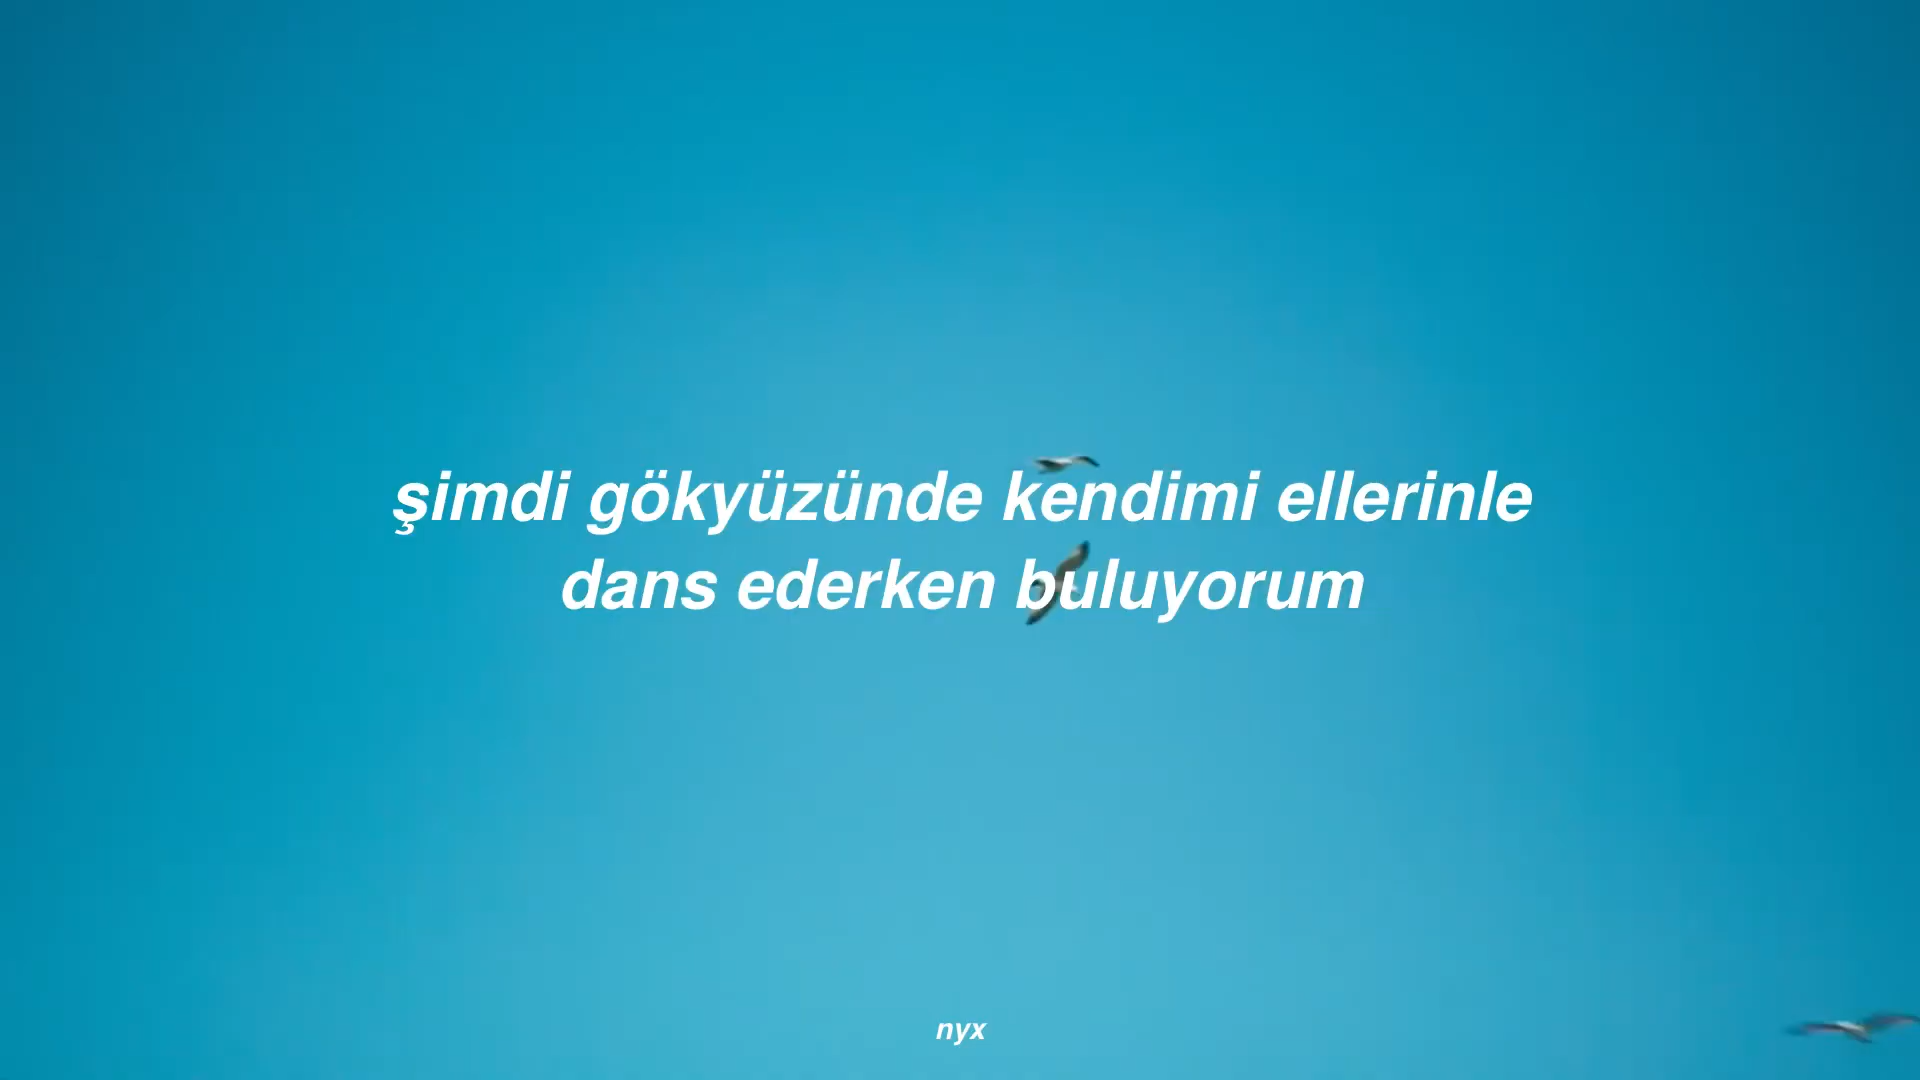 şimdi gökyüzünde kendimi ellerinle
dans ederken buluyorum
nyx